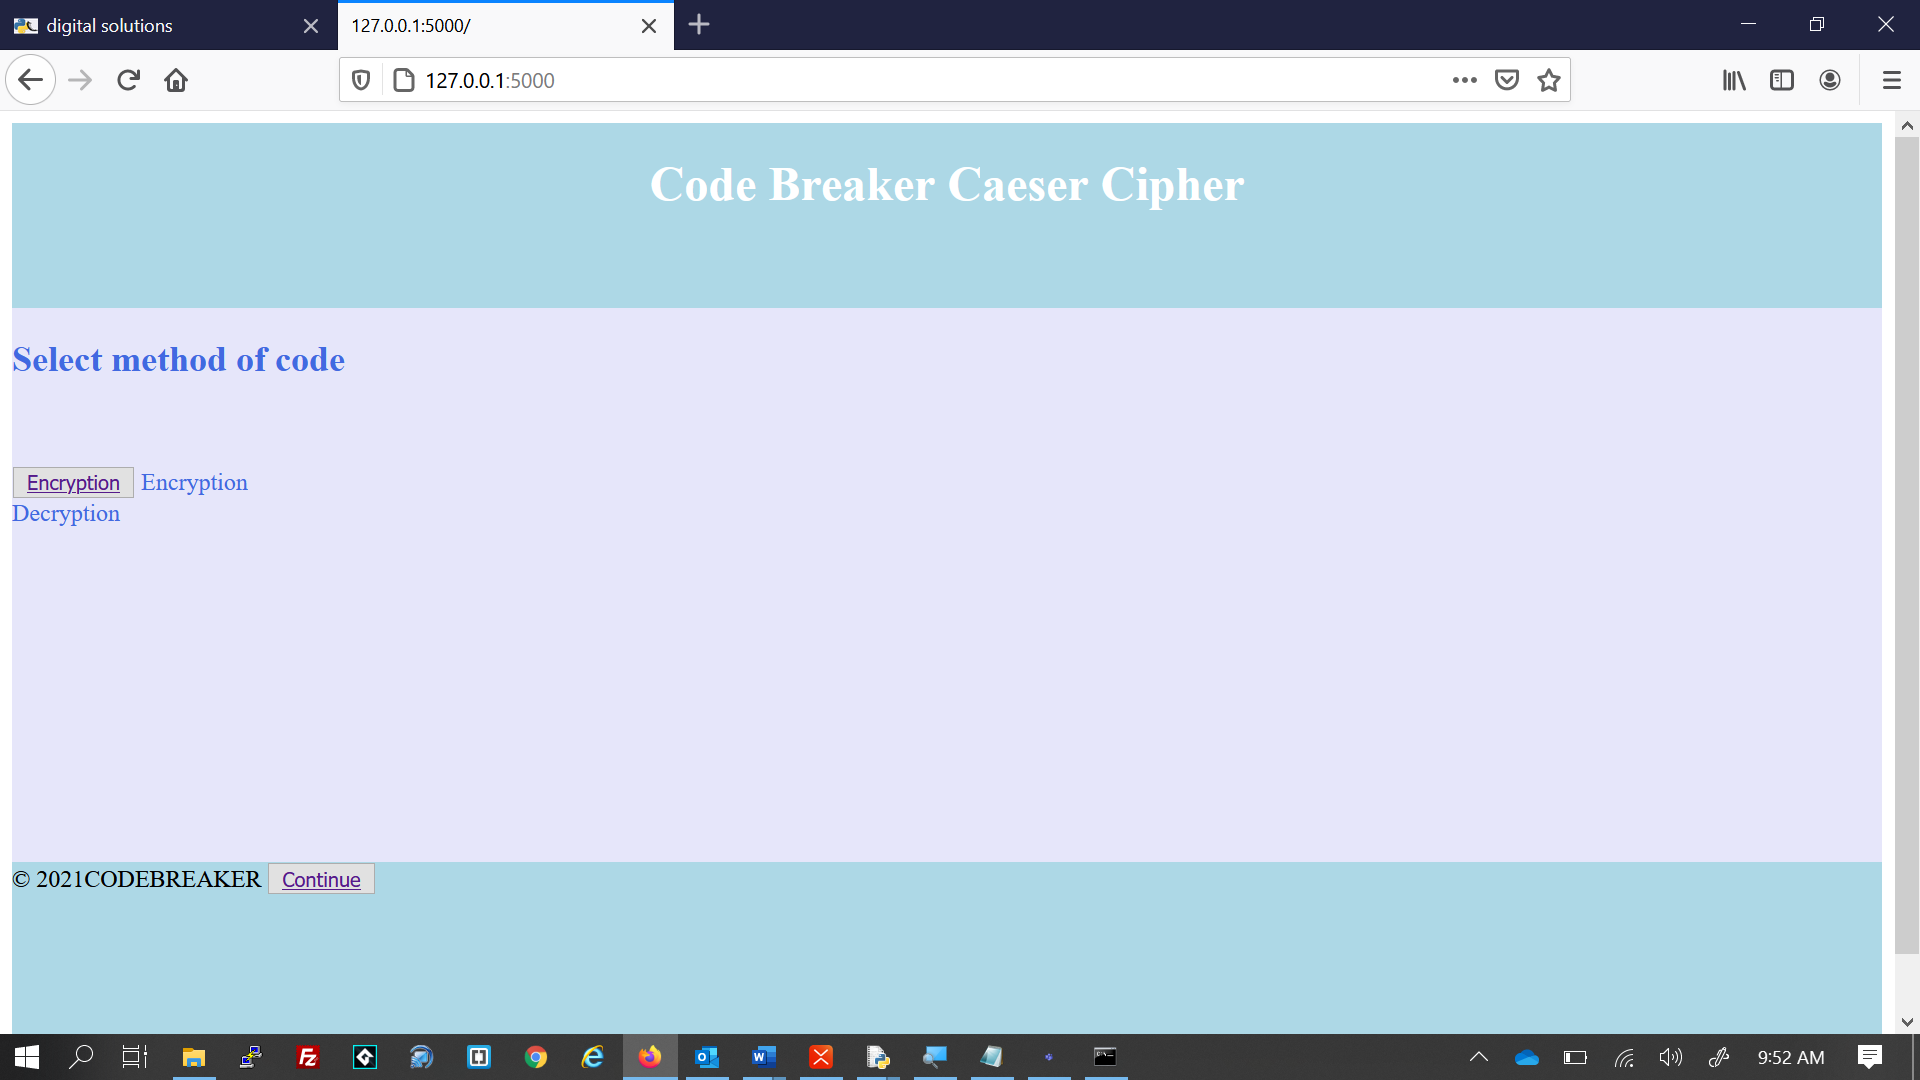 digital solutions
127.0.0.1:5000/
127.0.0.1:5000
Code Breaker Caeser Cipher
Select method of code
Encryption Encryption
Decryption
© 2021CODEBREAKER Continue
9:52 AM